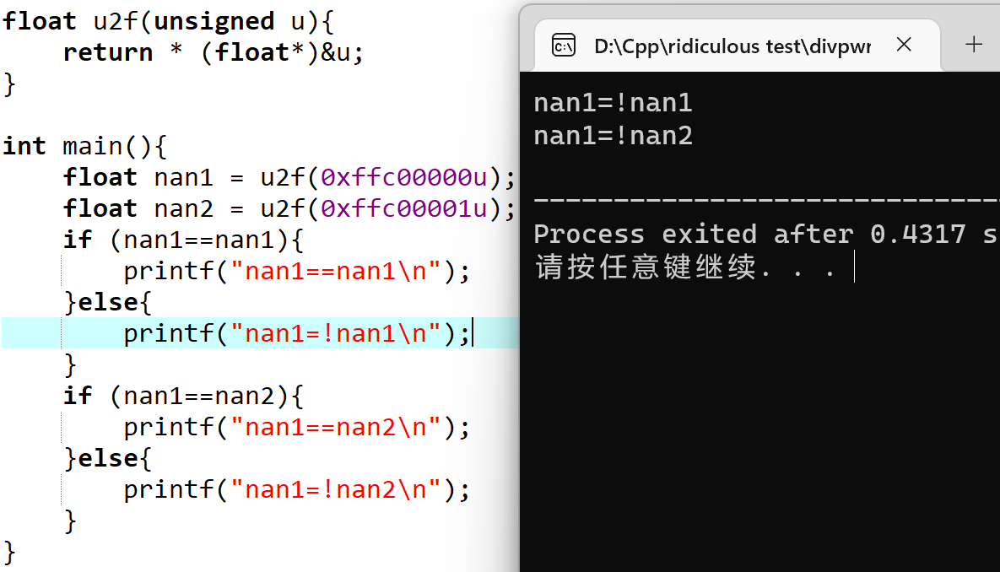 float u2f(unsigned u){
    return * (float*)&u;
}
int main(){
    float nan1 = u2f(0xffc00000u);
    float nan2 = u2f(0xffc00001u);
    if (nan1==nan1){
        printf("nan1==nan1\n");
    }else{
        printf("nan1=!nan1\n");
    }
    if (nan1==nan2){
        printf("nan1==nan2\n");
    }else{
        printf("nan1=!nan2\n");
    }
}
D:\Cpp\ridiculous test\divpwr
nan1=!nan1
nan1=!nan2
--------------------------------
Process exited after 0.4317 s
请按任意键继续. . .